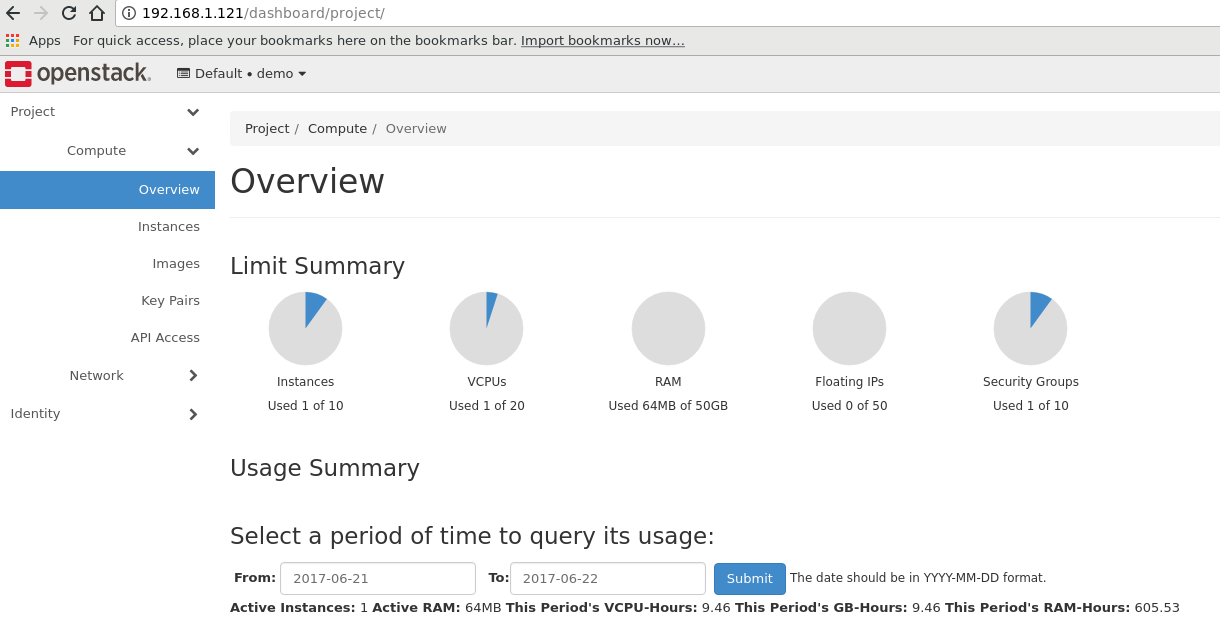 192.168.1.121/dashboard/project/
Apps For quick access, place your bookmarks here on the bookmarks bar. Import bookmarks now...
openstack. Default • demo
Project
Compute
Overview
Instances
Images
Key Pairs
API Access
Network
Identity
Project / Compute / Overview
Overview
Limit Summary
Instances VCPUs RAM Floating IPs Security Groups
Used 1 of 10 Used 1 of 20 Used 64MB of 50GB Used 0 of 50 Used 1 of 10
Usage Summary
Select a period of time to query its usage:
From: 2017-06-21 To: 2017-06-22 Submit The date should be in YYYY-MM-DD format.
Active Instances: 1 Active RAM: 64MB This Period's VCPU-Hours: 9.46 This Period's GB-Hours: 9.46 This Period's RAM-Hours: 605.53